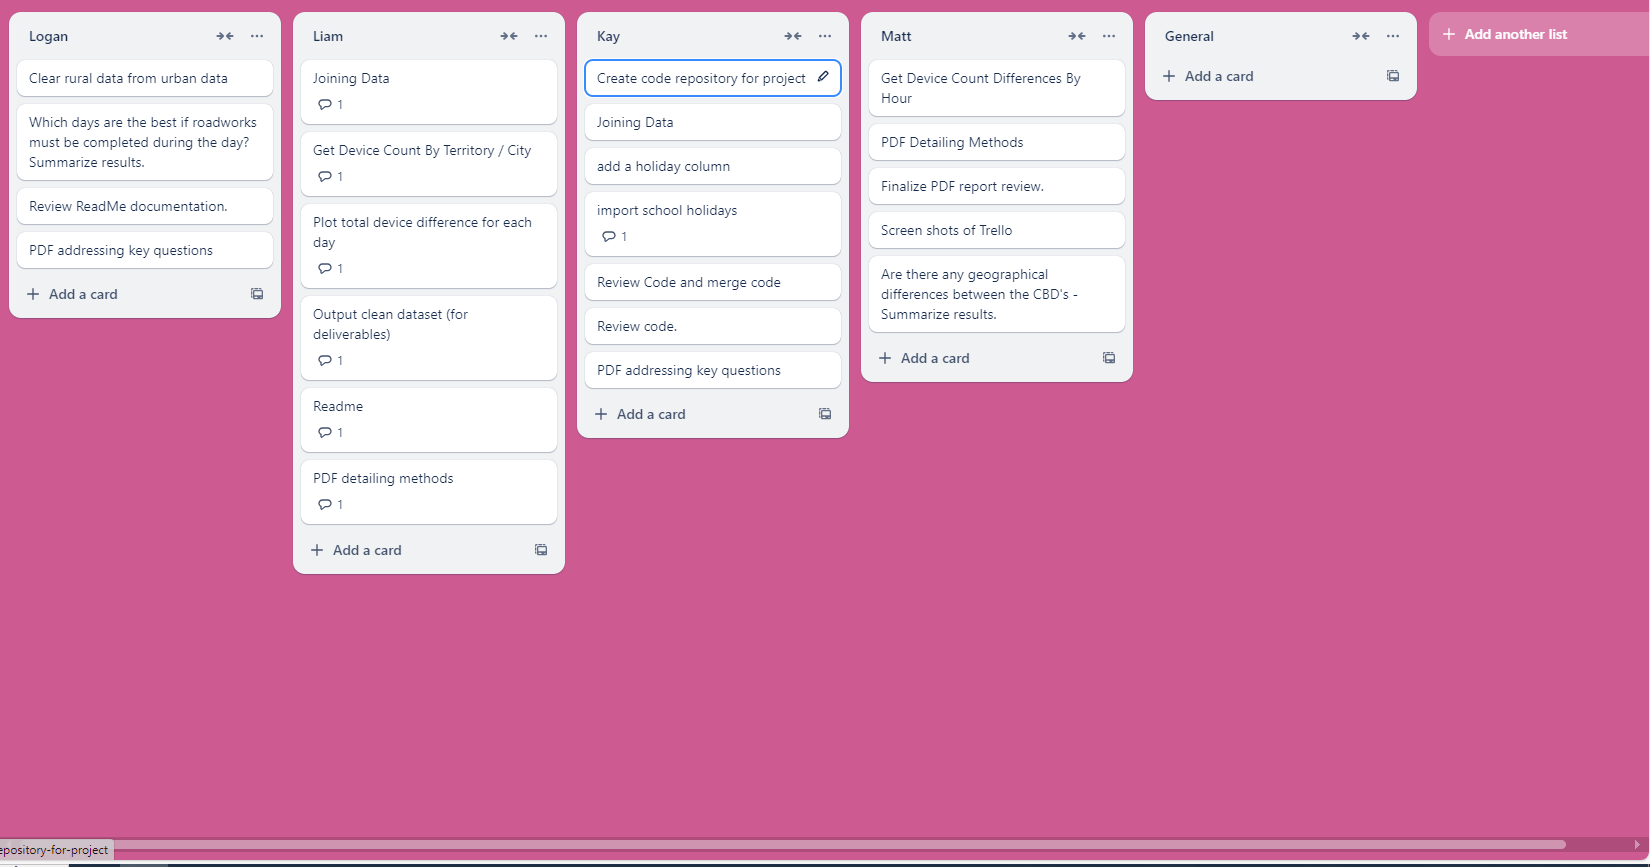 Logan
Clear rural data from urban data
Which days are the best if roadworks
must be completed during the day?
Summarize results.
Review ReadMe documentation.
PDF addressing key questions
Add a card
Liam
Joining Data
1
Get Device Count By Territory / City
1
Plot total device difference for each
day
1
Output clean dataset (for
deliverables)
1
Readme
1
PDF detailing methods
1
Add a card
Kay
Create code repository for project
Joining Data
add a holiday column
import school holidays
1
Review Code and merge code
Review code.
PDF addressing key questions
Add a card
Matt
Get Device Count Differences By
Hour
PDF Detailing Methods
Finalize PDF report review.
Screen shots of Trello
Are there any geographical
differences between the CBD's -
Summarize results.
Add a card
General
Add a card
Add another list
epository-for-project